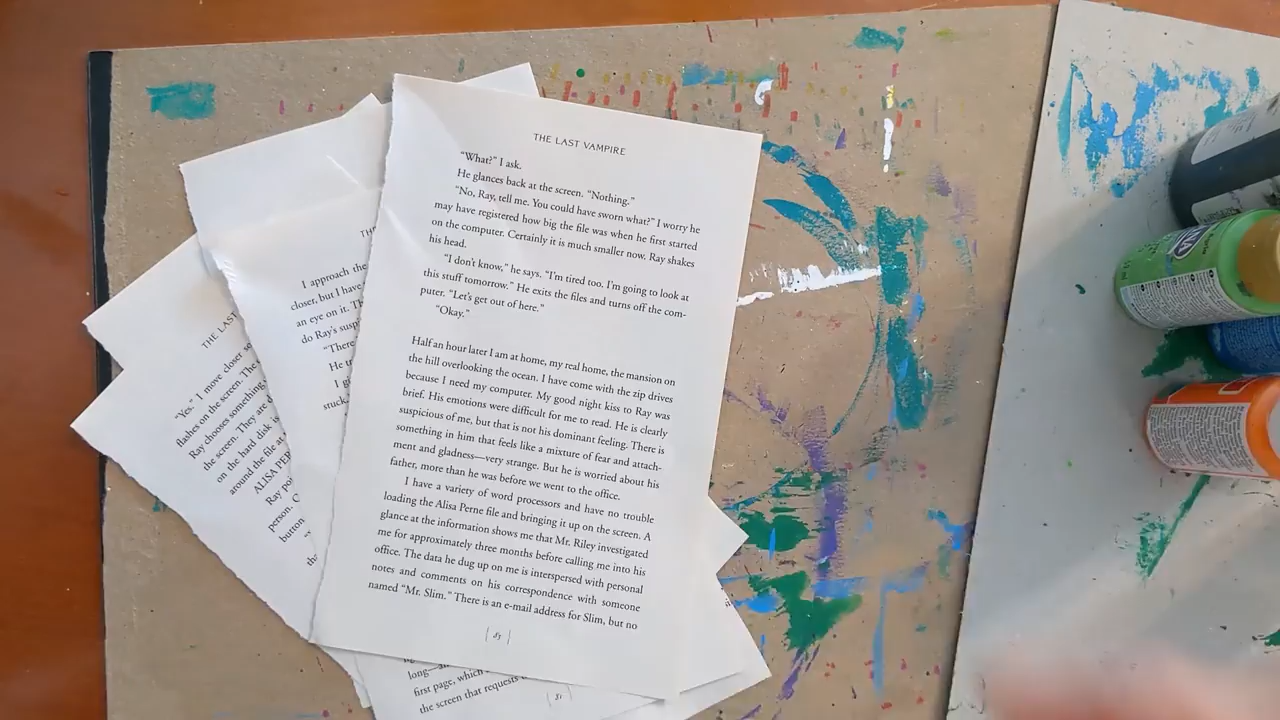 THE LAST VAMPIRE
“What?” I ask.
He glances back at the screen. “Nothing.”
“No, Ray, tell me. You could have sworn what?” I worry he
may have registered how big the file was when he first started
on the computer. Certainly it is much smaller now. Ray shakes
his head.
“I don’t know,” he says. “I’m tired too. I’m going to look at
this stuff tomorrow.” He exits the files and turns off the com-
puter. “Let’s get out of here.”
“Okay.”
Half an hour later I am at home, my real home, the mansion on
the hill overlooking the ocean. I have come with the zip drives
because I need my computer. My good night kiss to Ray was
brief. His emotions were difficult for me to read. He is clearly
suspicious of me, but that is not his dominant feeling. There is
something in him that feels like a mixture of fear and attach-
ment and gladness—very strange. But he is worried about his
father, more than he was before we went to the office.
I have a variety of word processors and have no trouble
loading the Alisa Perne file and bringing it up on the screen. A
glance at the information shows me that Mr. Riley investigated
me for approximately three months before calling me into his
office. The data he dug up on me is interspersed with personal
notes and comments on his correspondence with someone
named “Mr. Slim.” There is an e-mail address for Slim, but no
| 83 |
TH
I approach the
closer, but I have
an eye on it. Th
do Ray’s susp
“There
He t
I g
stuck.
THE LAST
“Yes.” I move closer s
flashes on the screen. The
Ray chooses something
the screen. They are d
on the hard disk
around the file a
ALISA PER
Ray po
person.
button
th
long—
first page, which
the screen that requests
| 81